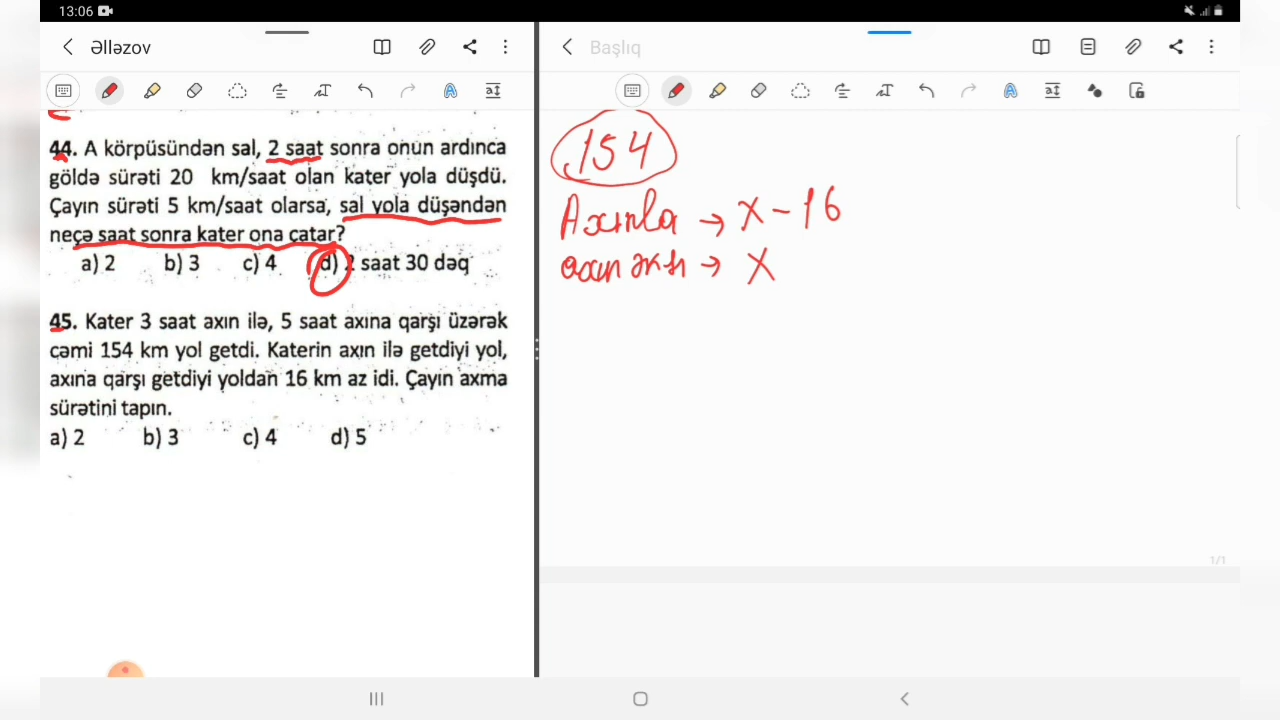 13:06
Əlləzov
44. A körpüsündən sal, 2 saat sonra onun ardınca
göldə sürəti 20 km/saat olan kater yola düşdü.
Çayın sürəti 5 km/saat olarsa, sal yola düşəndən
neçə saat sonra kater ona çatar?
a) 2 b) 3 c) 4 d) 2 saat 30 dəq
45. Kater 3 saat axın ilə, 5 saat axına qarşı üzərək
cəmi 154 km yol getdi. Katerin axın ilə getdiyi yol,
axına qarşı getdiyi yoldan 16 km az idi. Çayın axma
sürətini tapın.
a) 2 b) 3 c) 4 d) 5
Başlıq
154
Axınla → x - 16
axın əksi → x
1/1